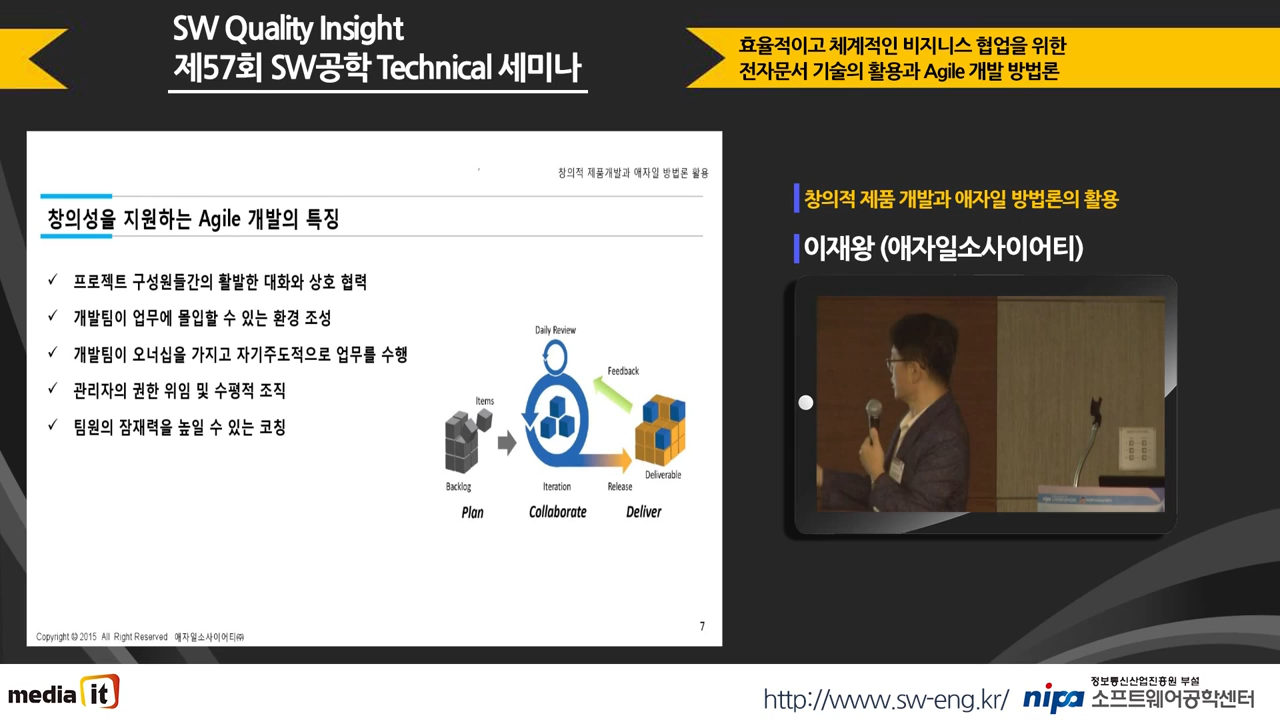 SW Quality Insight
제57회 SW공학 Technical 세미나
효율적이고 체계적인 비지니스 협업을 위한
전자문서 기술의 활용과 Agile 개발 방법론
창의적 제품개발과 애자일 방법론 활용
창의성을 지원하는 Agile 개발의 특징
✓ 프로젝트 구성원들간의 활발한 대화와 상호 협력
✓ 개발팀이 업무에 몰입할 수 있는 환경 조성
✓ 개발팀이 오너십을 가지고 자기주도적으로 업무를 수행
✓ 관리자의 권한 위임 및 수평적 조직
✓ 팀원의 잠재력을 높일 수 있는 코칭
Daily Review
Feedback
Items
Backlog
Iteration
Release
Deliverable
Plan
Collaborate
Deliver
7
Copyright © 2015 All Right Reserved 애자일소사이어티㈜
창의적 제품 개발과 애자일 방법론의 활용
이재왕 (애자일소사이어티)
media it
http://www.sw-eng.kr/
nipa
정보통신산업진흥원 부설
소프트웨어공학센터